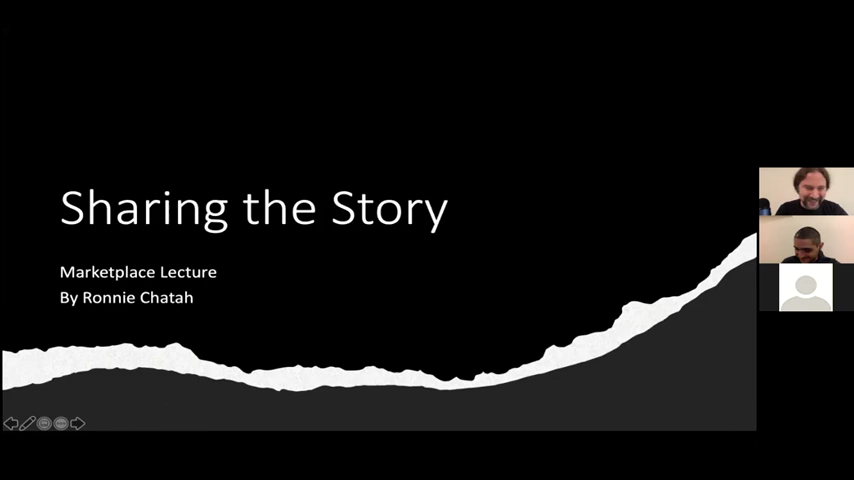 Sharing the Story
Marketplace Lecture
By Ronnie Chatah